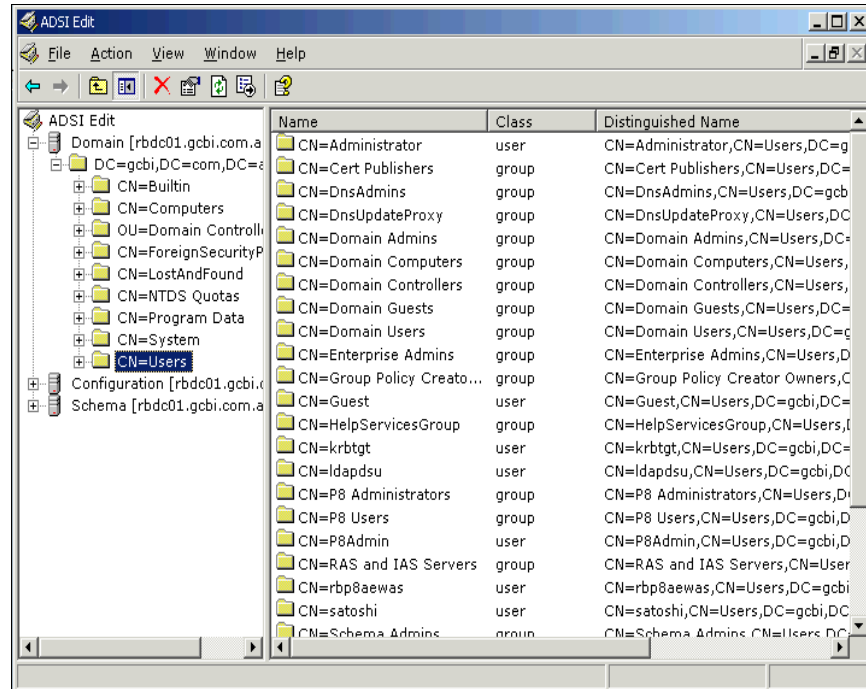 ADSI Edit
File Action View Window Help
ADSI Edit
Domain [rbdc01.gcbi.com.a
DC=gcbi,DC=com,DC=a
CN=Builtin
CN=Computers
OU=Domain Controlle
CN=ForeignSecurityP
CN=LostAndFound
CN=NTDS Quotas
CN=Program Data
CN=System
CN=Users
Configuration [rbdc01.gcbi.c
Schema [rbdc01.gcbi.com.a
Name Class Distinguished Name
CN=Administrator user CN=Administrator,CN=Users,DC=g
CN=Cert Publishers group CN=Cert Publishers,CN=Users,DC=
CN=DnsAdmins group CN=DnsAdmins,CN=Users,DC=gcb
CN=DnsUpdateProxy group CN=DnsUpdateProxy,CN=Users,DC
CN=Domain Admins group CN=Domain Admins,CN=Users,DC=
CN=Domain Computers group CN=Domain Computers,CN=Users,
CN=Domain Controllers group CN=Domain Controllers,CN=Users,
CN=Domain Guests group CN=Domain Guests,CN=Users,DC=
CN=Domain Users group CN=Domain Users,CN=Users,DC=g
CN=Enterprise Admins group CN=Enterprise Admins,CN=Users,D
CN=Group Policy Creato... group CN=Group Policy Creator Owners,C
CN=Guest user CN=Guest,CN=Users,DC=gcbi,DC=
CN=HelpServicesGroup group CN=HelpServicesGroup,CN=Users,D
CN=krbtgt user CN=krbtgt,CN=Users,DC=gcbi,DC=
CN=ldapdsu user CN=ldapdsu,CN=Users,DC=gcbi,DC
CN=P8 Administrators group CN=P8 Administrators,CN=Users,D
CN=P8 Users group CN=P8 Users,CN=Users,DC=gcbi,D
CN=P8Admin user CN=P8Admin,CN=Users,DC=gcbi,D
CN=RAS and IAS Servers group CN=RAS and IAS Servers,CN=User
CN=rbp8aewas user CN=rbp8aewas,CN=Users,DC=gcbi
CN=satoshi user CN=satoshi,CN=Users,DC=gcbi,DC
CN=Schema Admins group CN=Schema Admins,CN=Users,DC=